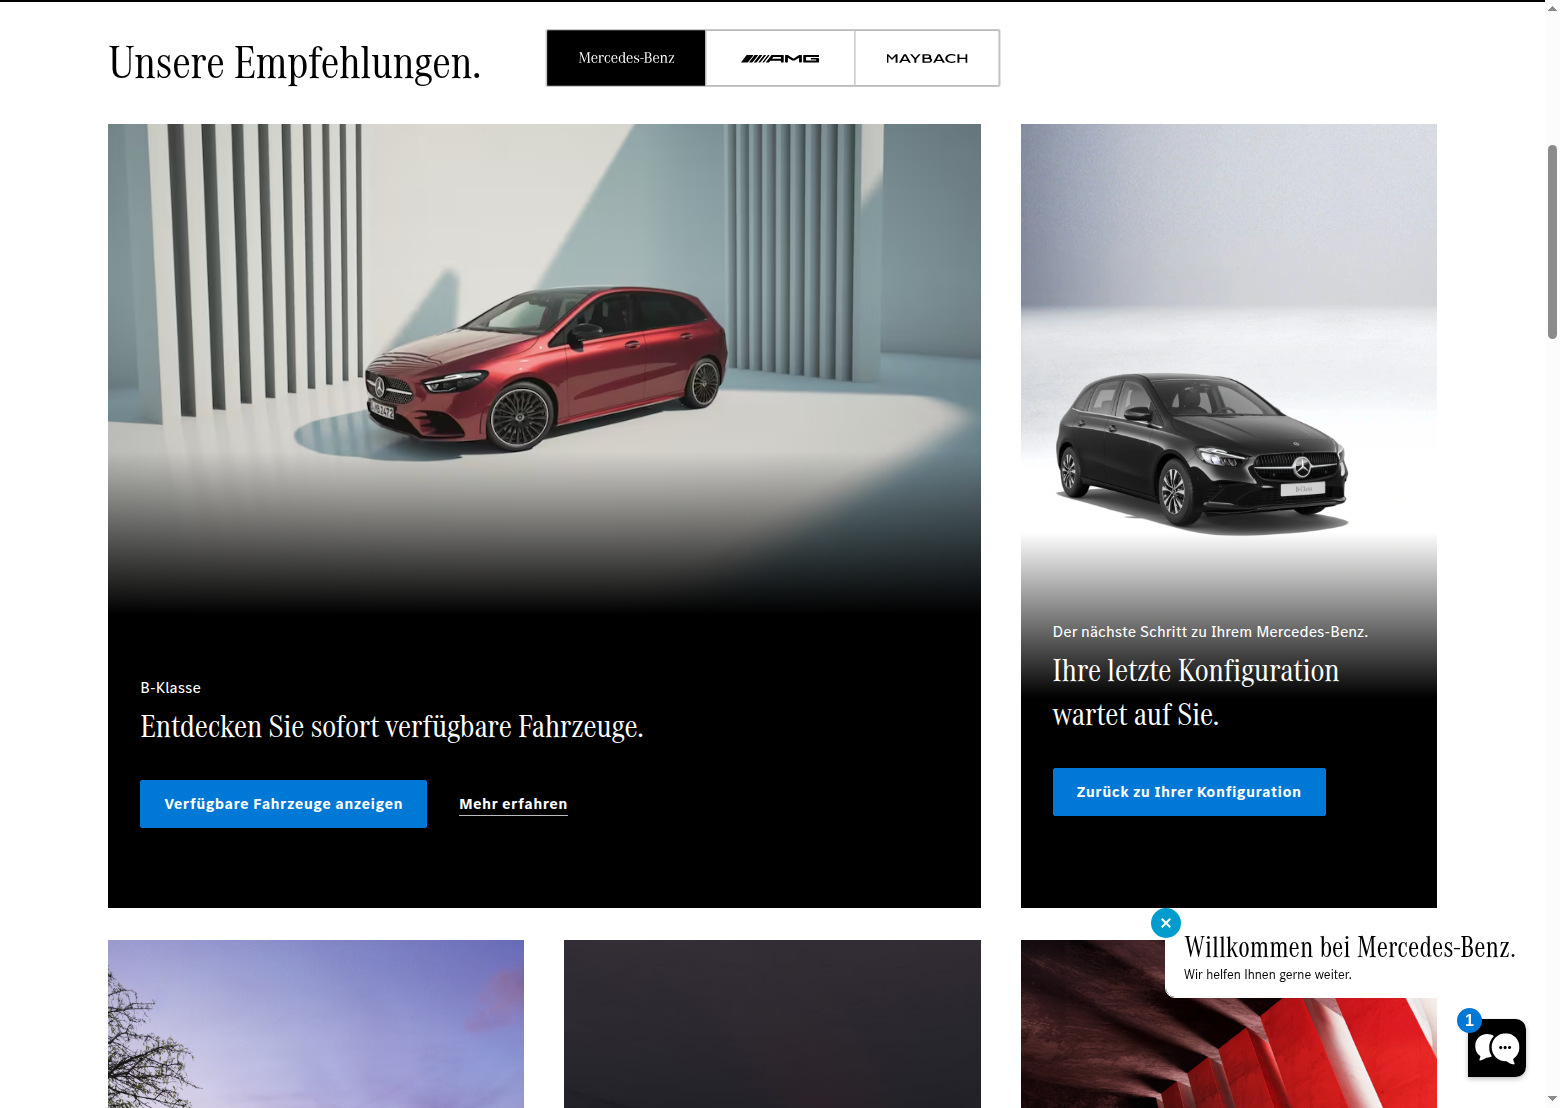 Unsere Empfehlungen.
Mercedes-Benz
AMG
MAYBACH
B-Klasse
Entdecken Sie sofort verfügbare Fahrzeuge.
Verfügbare Fahrzeuge anzeigen
Mehr erfahren
B-Class
Der nächste Schritt zu Ihrem Mercedes-Benz.
Ihre letzte Konfiguration
wartet auf Sie.
Zurück zu Ihrer Konfiguration
Willkommen bei Mercedes-Benz.
Wir helfen Ihnen gerne weiter.
1